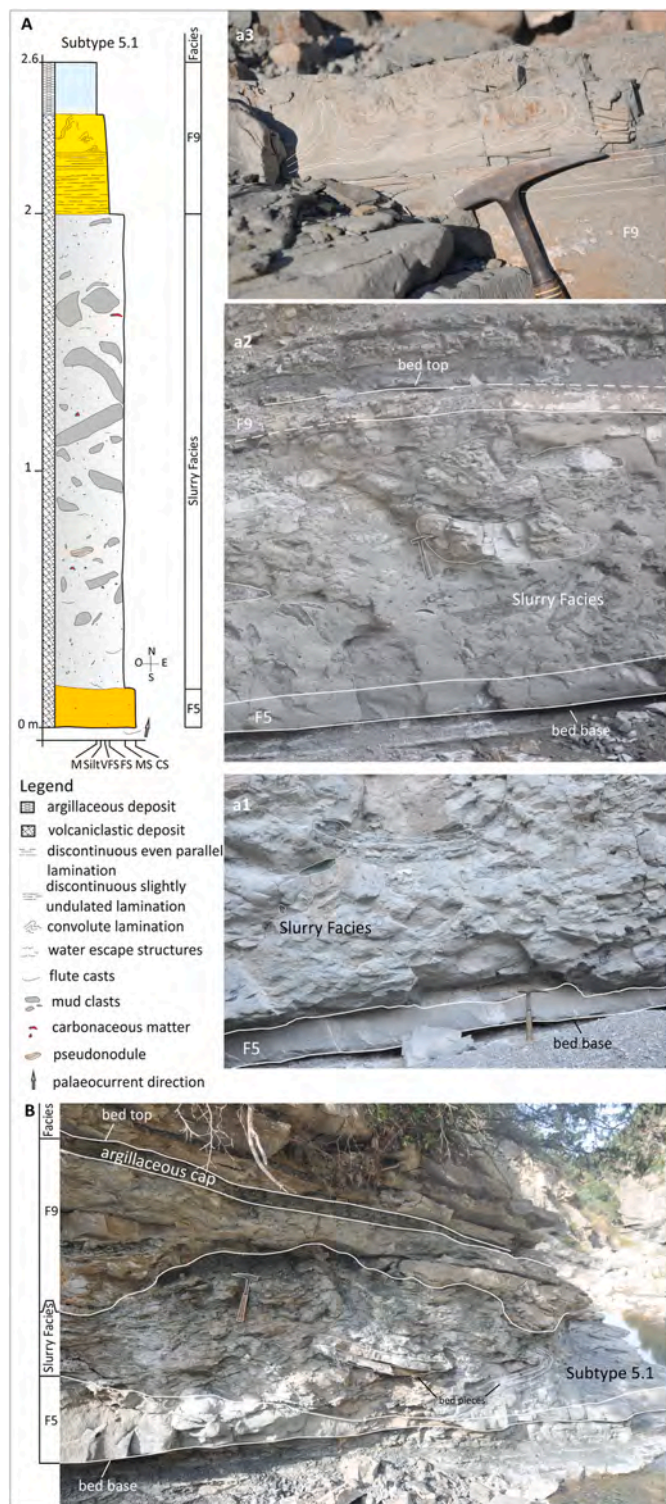 A
Subtype 5.1
Facies
2.6
F9
2
Slurry Facies
1
N
O E
S
F5
0 m
M Silt VFS FS MS CS
Legend
argillaceous deposit
volcaniclastic deposit
discontinuous even parallel
lamination
discontinuous slightly
undulated lamination
convolute lamination
water escape structures
flute casts
mud clasts
carbonaceous matter
pseudonodule
palaeocurrent direction
a3
F9
a2
bed top
F9
Slurry Facies
F5
bed base
a1
Slurry Facies
F5
bed base
B
Facies
bed top
argillaceous cap
F9
Slurry Facies
Subtype 5.1
bed pieces
F5
bed base